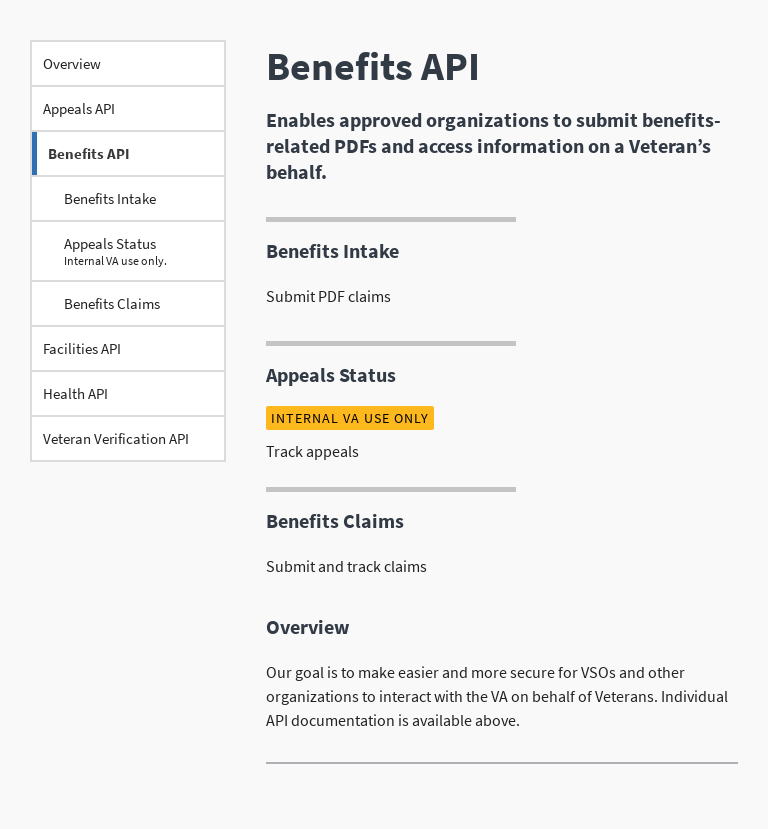 Overview
Appeals API
Benefits API
Benefits Intake
Appeals Status
Internal VA use only.
Benefits Claims
Facilities API
Health API
Veteran Verification API
Benefits API
Enables approved organizations to submit benefits-
related PDFs and access information on a Veteran’s
behalf.
Benefits Intake
Submit PDF claims
Appeals Status
INTERNAL VA USE ONLY
Track appeals
Benefits Claims
Submit and track claims
Overview
Our goal is to make easier and more secure for VSOs and other
organizations to interact with the VA on behalf of Veterans. Individual
API documentation is available above.